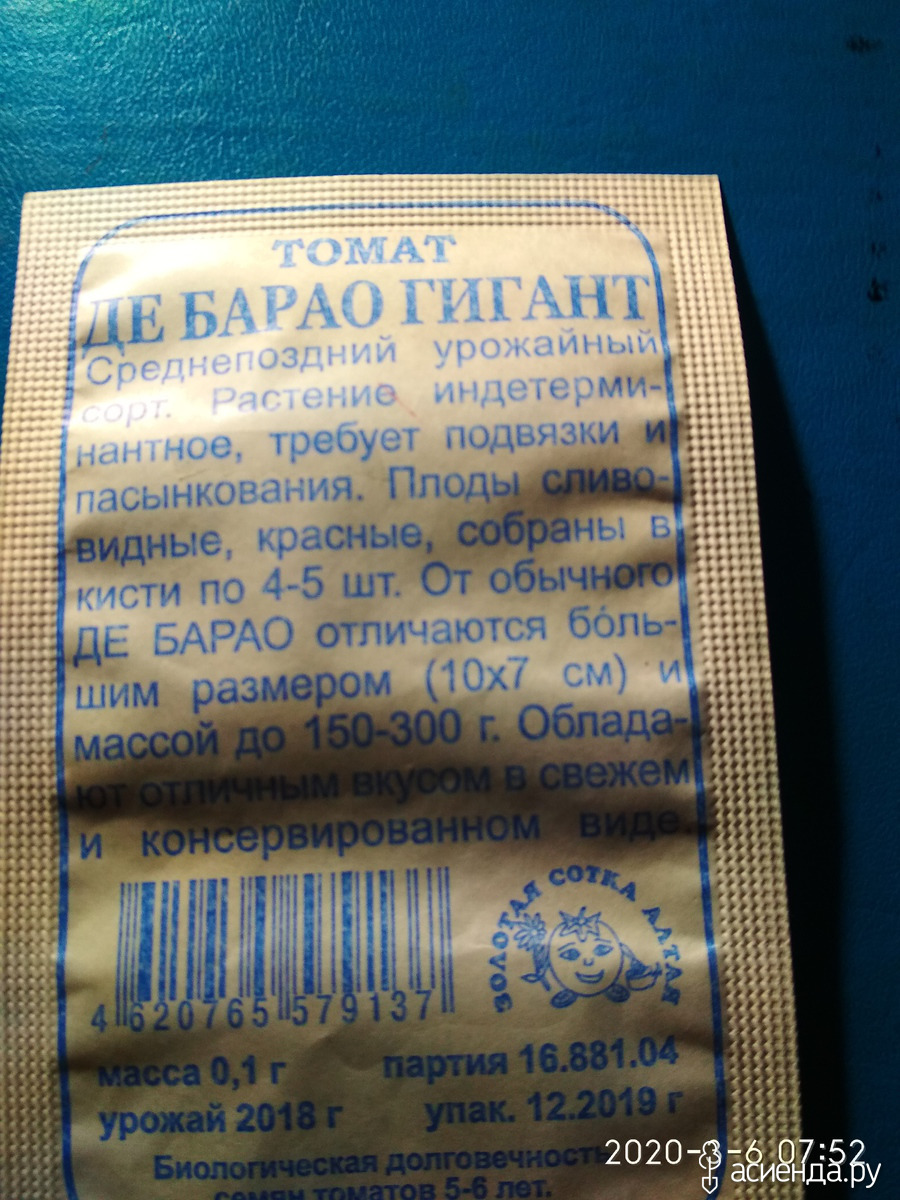 ТОМАТ
ДЕ БАРАО ГИГАНТ
Среднепоздний урожайный
сорт. Растение индетерми-
нантное, требует подвязки и
пасынкования. Плоды сливо-
видные, красные, собраны в
кисти по 4-5 шт. От обычного
ДЕ БАРАО отличаются бо́ль-
шим размером (10х7 см) и
массой до 150-300 г. Облада-
ют отличным вкусом в свежем
и консервированном виде.
ЗОЛОТАЯ СОТКА АЛТАЯ
4 620765 579137
масса 0,1 г партия 16.881.04
урожай 2018 г упак. 12.2019 г
Биологическая долговечность
семян томатов 5-6 лет.
2020-3-6 07:52
асиенда.ру